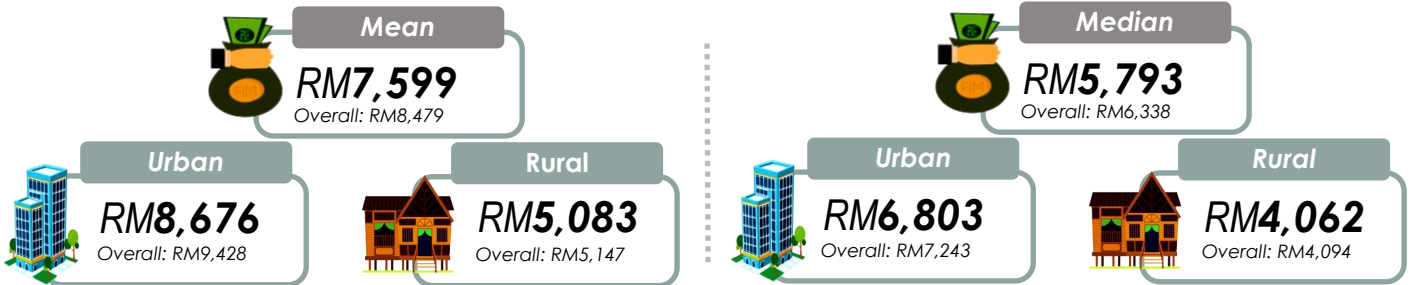 Mean
RM7,599
Overall: RM8,479
Urban
RM8,676
Overall: RM9,428
Rural
RM5,083
Overall: RM5,147
Median
RM5,793
Overall: RM6,338
Urban
RM6,803
Overall: RM7,243
Rural
RM4,062
Overall: RM4,094